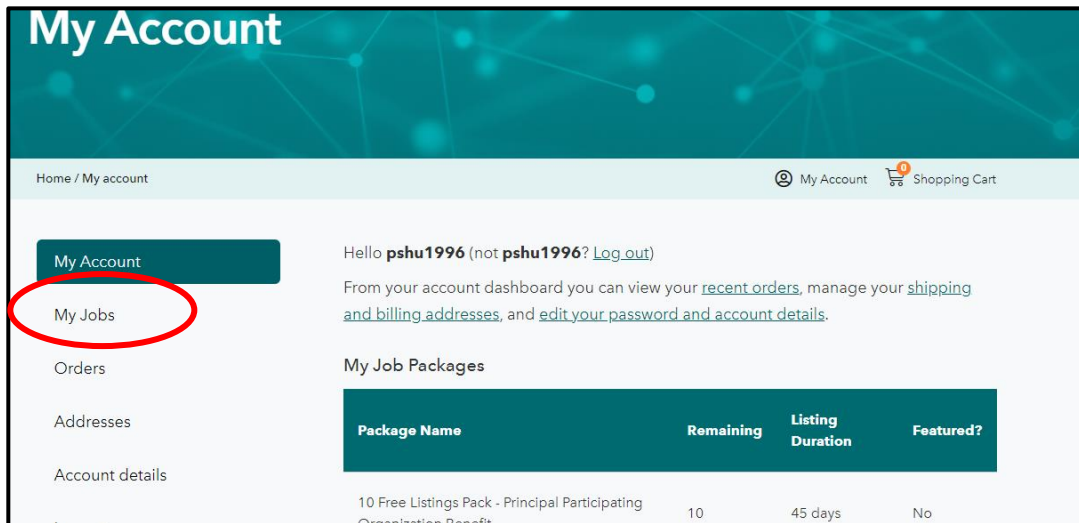 My Account
Home / My account
My Account
0
Shopping Cart
My Account
My Jobs
Orders
Addresses
Account details
Hello pshu1996 (not pshu1996? Log out)
From your account dashboard you can view your recent orders, manage your shipping
and billing addresses, and edit your password and account details.
My Job Packages
Package Name
Remaining
Listing
Duration
Featured?
10 Free Listings Pack - Principal Participating
Organization Benefit
10
45 days
No